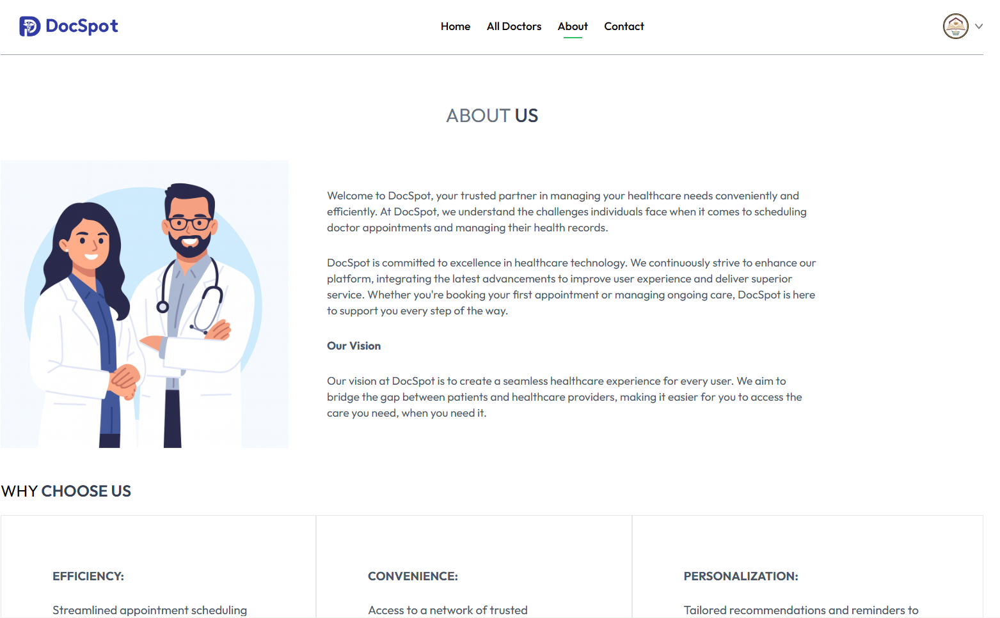 DocSpot
Home
All Doctors
About
Contact
ABOUT US
Welcome to DocSpot, your trusted partner in managing your healthcare needs conveniently and
efficiently. At DocSpot, we understand the challenges individuals face when it comes to scheduling
doctor appointments and managing their health records.
DocSpot is committed to excellence in healthcare technology. We continuously strive to enhance our
platform, integrating the latest advancements to improve user experience and deliver superior
service. Whether you're booking your first appointment or managing ongoing care, DocSpot is here
to support you every step of the way.
Our Vision
Our vision at DocSpot is to create a seamless healthcare experience for every user. We aim to
bridge the gap between patients and healthcare providers, making it easier for you to access the
care you need, when you need it.
WHY CHOOSE US
EFFICIENCY:
Streamlined appointment scheduling
CONVENIENCE:
Access to a network of trusted
PERSONALIZATION:
Tailored recommendations and reminders to